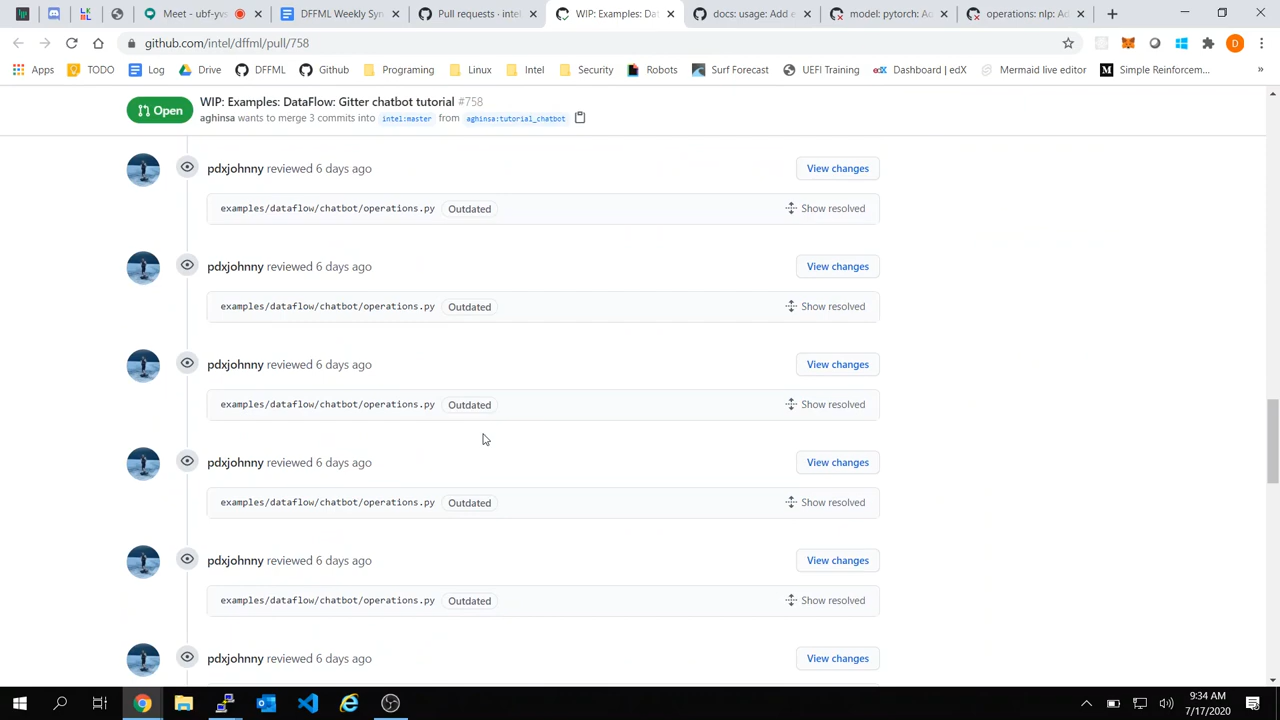 Meet - ubf-yvs
DFFML Weekly Syn
Pull requests · inte
WIP: Examples: Dat
docs: usage: Add e
model: pytorch: Ac
operations: nlp: Ad
github.com/intel/dffml/pull/758
D
Apps
TODO
Log
Drive
DFFML
Github
Programing
Linux
Intel
Security
Robots
Surf Forecast
UEFI Training
edX
Dashboard | edX
Mermaid live editor
M
Simple Reinforcem...
»
Open
WIP: Examples: DataFlow: Gitter chatbot tutorial #758
aghinsa wants to merge 3 commits into intel:master from aghinsa:tutorial_chatbot
pdxjohnny reviewed 6 days ago
View changes
examples/dataflow/chatbot/operations.py Outdated
Show resolved
pdxjohnny reviewed 6 days ago
View changes
examples/dataflow/chatbot/operations.py Outdated
Show resolved
pdxjohnny reviewed 6 days ago
View changes
examples/dataflow/chatbot/operations.py Outdated
Show resolved
pdxjohnny reviewed 6 days ago
View changes
examples/dataflow/chatbot/operations.py Outdated
Show resolved
pdxjohnny reviewed 6 days ago
View changes
examples/dataflow/chatbot/operations.py Outdated
Show resolved
pdxjohnny reviewed 6 days ago
View changes
9:34 AM
7/17/2020